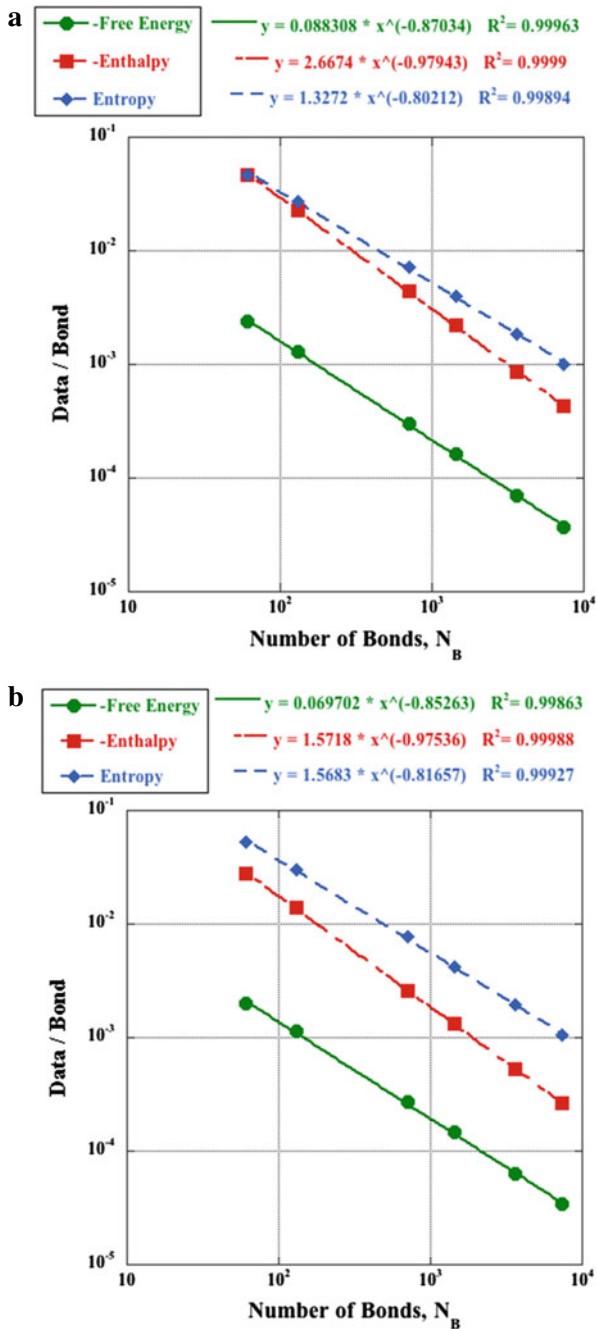 a
-Free Energy y = 0.088308 * x^(-0.87034) R²= 0.99963
-Enthalpy y = 2.6674 * x^(-0.97943) R²= 0.9999
Entropy y = 1.3272 * x^(-0.80212) R²= 0.99894
10⁻¹
10⁻²
10⁻³
10⁻⁴
10⁻⁵
Data / Bond
10 10² 10³ 10⁴
Number of Bonds, N_B
b
-Free Energy y = 0.069702 * x^(-0.85263) R²= 0.99863
-Enthalpy y = 1.5718 * x^(-0.97536) R²= 0.99988
Entropy y = 1.5683 * x^(-0.81657) R²= 0.99927
10⁻¹
10⁻²
10⁻³
10⁻⁴
10⁻⁵
Data / Bond
10 10² 10³ 10⁴
Number of Bonds, N_B